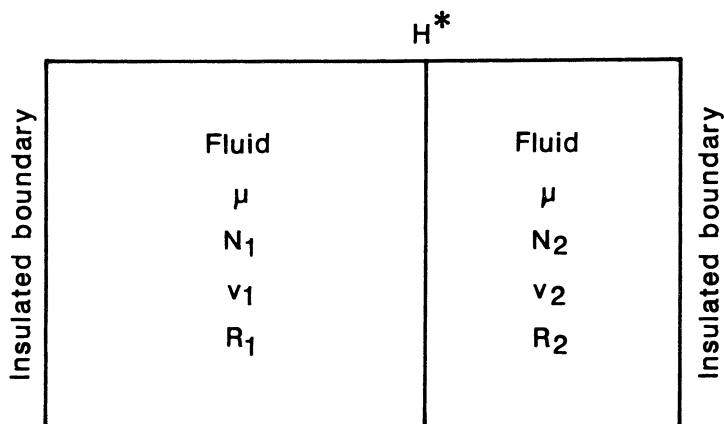 H*
Insulated boundary
Fluid
μ
N1
v1
R1
Fluid
μ
N2
v2
R2
Insulated boundary